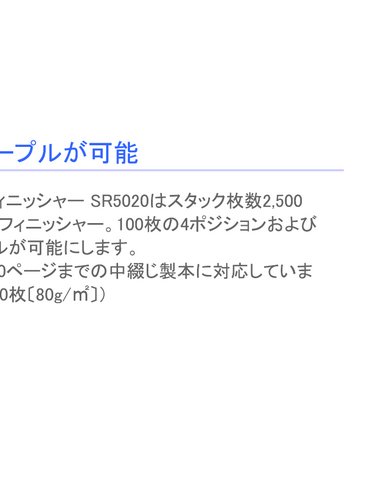 ープルが可能
ィニッシャー SR5020はスタック枚数2,500
フィニッシャー。100枚の4ポジションおよび
ルが可能にします。
0ページまでの中綴じ製本に対応していま
0枚〔80g/㎡〕）